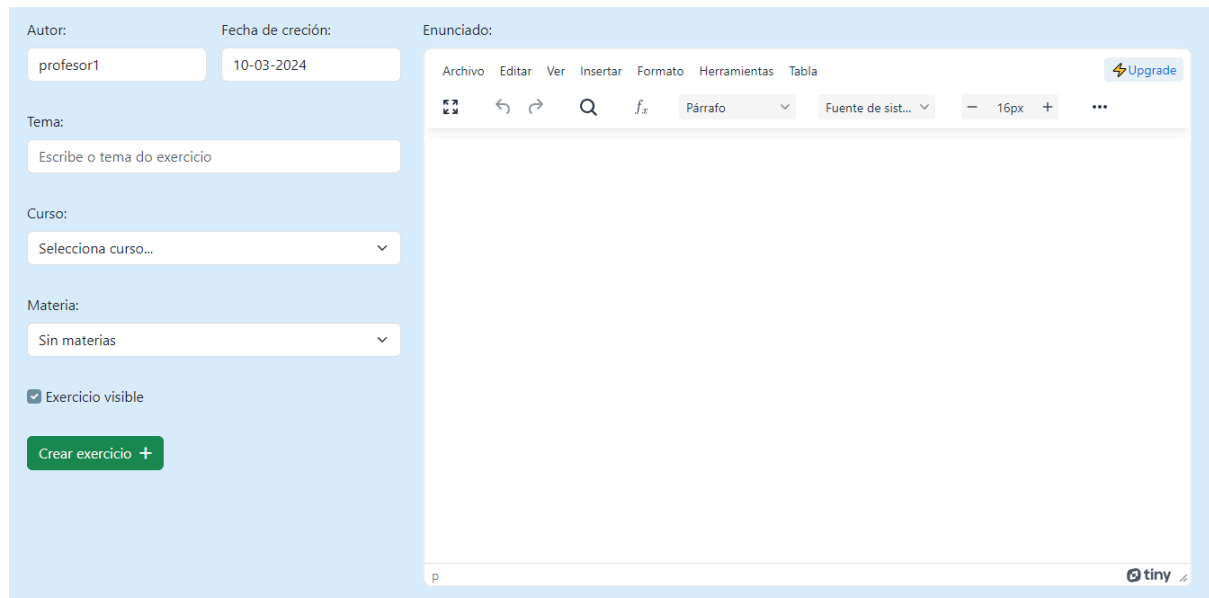 Autor:
profesor1
Fecha de creción:
10-03-2024
Tema:
Escribe o tema do exercicio
Curso:
Selecciona curso...
Materia:
Sin materias
Exercicio visible
Crear exercicio +
Enunciado:
Archivo Editar Ver Insertar Formato Herramientas Tabla
Upgrade
fx Párrafo Fuente de sist... − 16px + •••
p
tiny